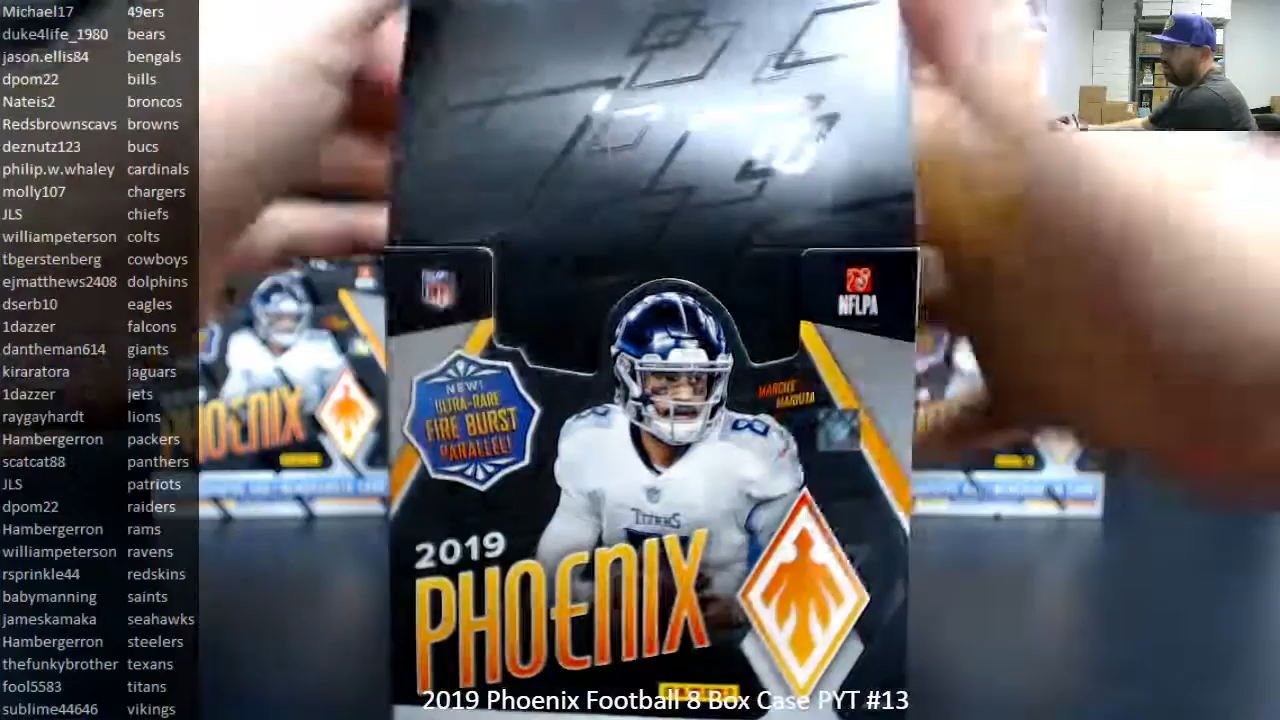 Michael17 49ers
duke4life_1980 bears
jason.ellis84 bengals
dpom22 bills
Nateis2 broncos
Redsbrownscavs browns
deznutz123 bucs
philip.w.whaley cardinals
molly107 chargers
JLS chiefs
williampeterson colts
tbgerstenberg cowboys
ejmatthews2408 dolphins
dserb10 eagles
1dazzer falcons
dantheman614 giants
kiraratora jaguars
1dazzer jets
raygayhardt lions
Hambergerron packers
scatcat88 panthers
JLS patriots
dpom22 raiders
Hambergerron rams
williampeterson ravens
rsprinkle44 redskins
babymanning saints
jameskamaka seahawks
Hambergerron steelers
thefunkybrother texans
fool5583 titans
sublime44646 vikings
NFL
NFLPA
NEW!
ULTRA-RARE
FIRE BURST
PARALLEL!
MARCUS
MARIOTA
8
TITANS
2019
PHOENIX
PHOENIX
2019 Phoenix Football 8 Box Case PYT #13